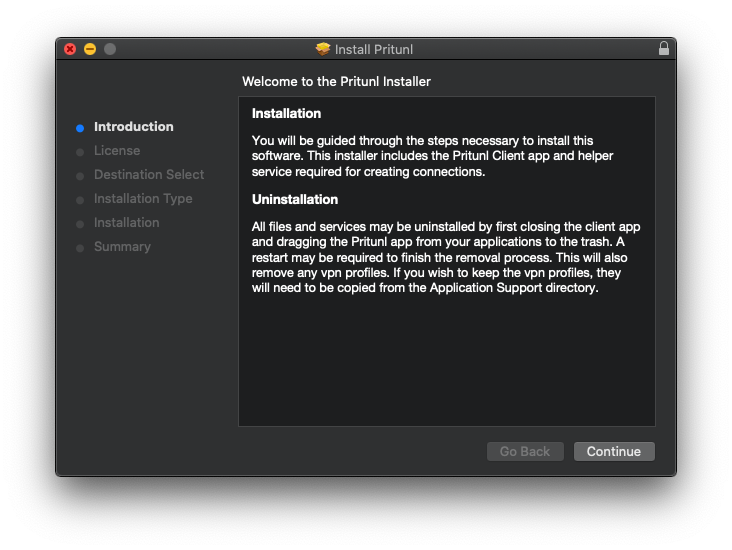 Install Pritunl
Welcome to the Pritunl Installer
Introduction
License
Destination Select
Installation Type
Installation
Summary
Installation
You will be guided through the steps necessary to install this
software. This installer includes the Pritunl Client app and helper
service required for creating connections.
Uninstallation
All files and services may be uninstalled by first closing the client app
and dragging the Pritunl app from your applications to the trash. A
restart may be required to finish the removal process. This will also
remove any vpn profiles. If you wish to keep the vpn profiles, they
will need to be copied from the Application Support directory.
Go Back
Continue